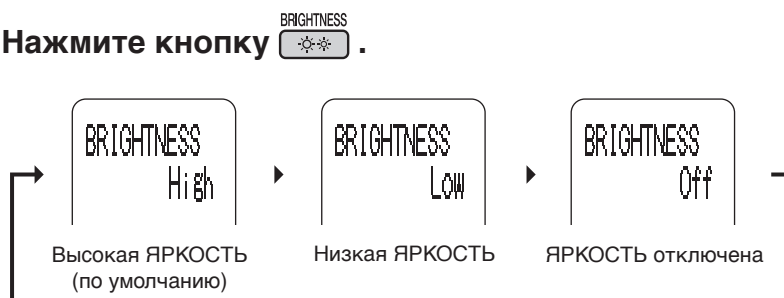 BRIGHTNESS
Нажмите кнопку .
BRIGHTNESS
High
BRIGHTNESS
Low
BRIGHTNESS
Off
Высокая ЯРКОСТЬ
(по умолчанию)
Низкая ЯРКОСТЬ
ЯРКОСТЬ отключена